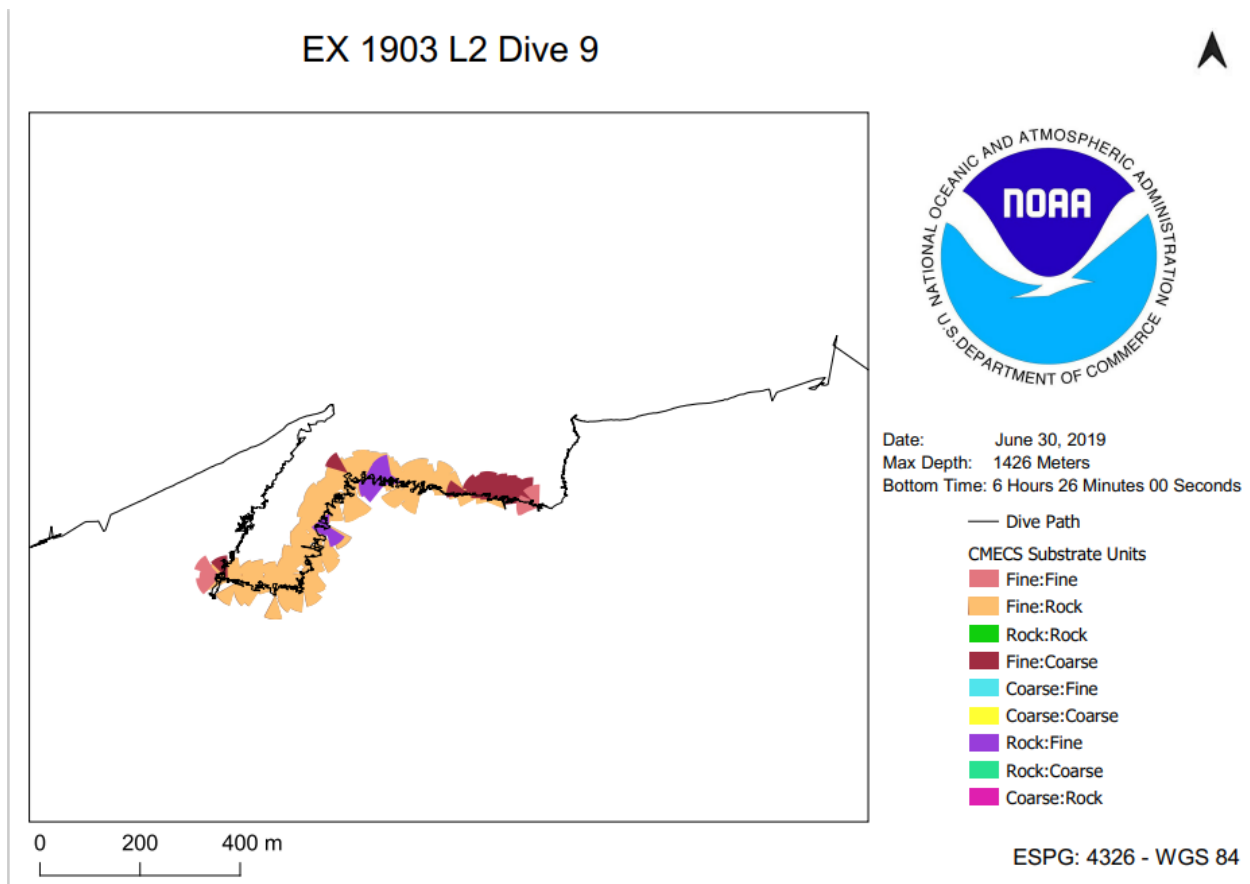 EX 1903 L2 Dive 9
NATIONAL OCEANIC AND ATMOSPHERIC ADMINISTRATION
NOAA
U.S. DEPARTMENT OF COMMERCE
Date: June 30, 2019
Max Depth: 1426 Meters
Bottom Time: 6 Hours 26 Minutes 00 Seconds
Dive Path
CMECS Substrate Units
Fine:Fine
Fine:Rock
Rock:Rock
Fine:Coarse
Coarse:Fine
Coarse:Coarse
Rock:Fine
Rock:Coarse
Coarse:Rock
0 200 400 m
ESPG: 4326 - WGS 84